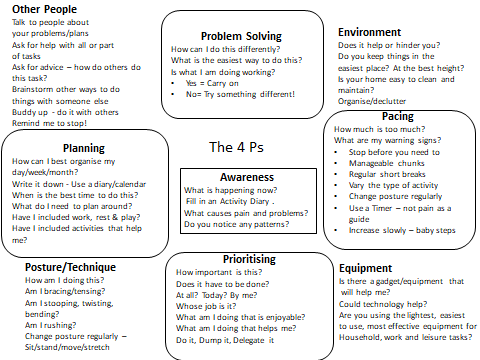 Other People
Talk to people about
your problems/plans
Ask for help with all or part
of tasks
Ask for advice – how do others do
this task?
Brainstorm other ways to do
things with someone else
Buddy up - do it with others
Remind me to stop!
Problem Solving
How can I do this differently?
What is the easiest way to do this?
Is what I am doing working?
• Yes = Carry on
• No= Try something different!
Environment
Does it help or hinder you?
Do you keep things in the
easiest place? At the best height?
Is your home easy to clean and
maintain?
Organise/declutter
Planning
How can I best organise my
day/week/month?
Write it down - Use a diary/calendar
When is the best time to do this?
What do I need to plan around?
Have I included work, rest & play?
Have I included activities that help
me?
The 4 Ps
Awareness
What is happening now?
Fill in an Activity Diary .
What causes pain and problems?
Do you notice any patterns?
Pacing
How much is too much?
What are my warning signs?
• Stop before you need to
• Manageable chunks
• Regular short breaks
• Vary the type of activity
• Change posture regularly
• Use a Timer – not pain as a
guide
• Increase slowly – baby steps
Posture/Technique
How am I doing this?
Am I bracing/tensing?
Am I stooping, twisting,
bending?
Am I rushing?
Change posture regularly –
Sit/stand/move/stretch
Prioritising
How important is this?
Does it have to be done?
At all? Today? By me?
Whose job is it?
What am I doing that is enjoyable?
What am I doing that helps me?
Do it, Dump it, Delegate it
Equipment
Is there a gadget/equipment that
will help me?
Could technology help?
Are you using the lightest, easiest
to use, most effective equipment for
Household, work and leisure tasks?